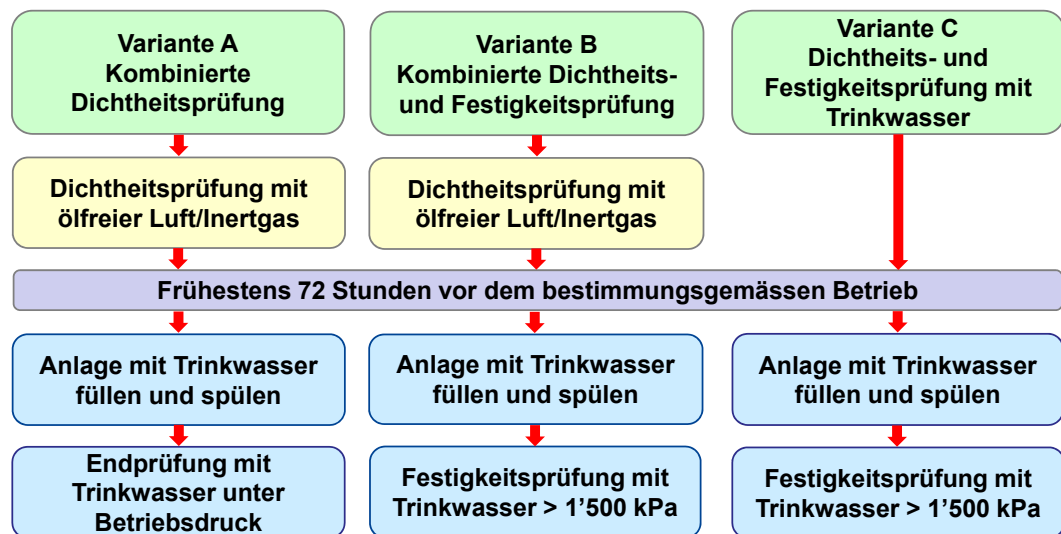 Variante A
Kombinierte
Dichtheitsprüfung
Variante B
Kombinierte Dichtheits-
und Festigkeitsprüfung
Variante C
Dichtheits- und
Festigkeitsprüfung mit
Trinkwasser
Dichtheitsprüfung mit
ölfreier Luft/Inertgas
Dichtheitsprüfung mit
ölfreier Luft/Inertgas
Frühestens 72 Stunden vor dem bestimmungsgemässen Betrieb
Anlage mit Trinkwasser
füllen und spülen
Anlage mit Trinkwasser
füllen und spülen
Anlage mit Trinkwasser
füllen und spülen
Endprüfung mit
Trinkwasser unter
Betriebsdruck
Festigkeitsprüfung mit
Trinkwasser > 1’500 kPa
Festigkeitsprüfung mit
Trinkwasser > 1’500 kPa